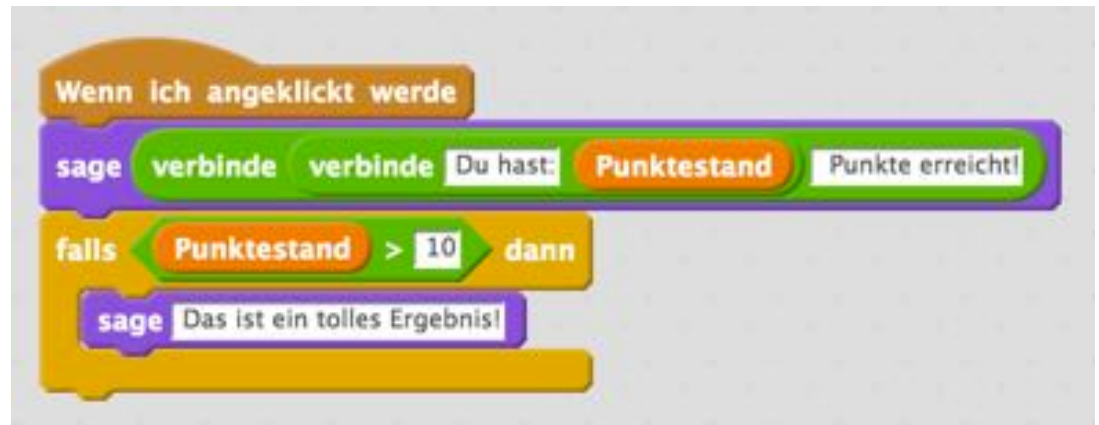 Wenn ich angeklickt werde
sage verbinde verbinde Du hast: Punktestand Punkte erreicht!
falls Punktestand > 10 dann
sage Das ist ein tolles Ergebnis!